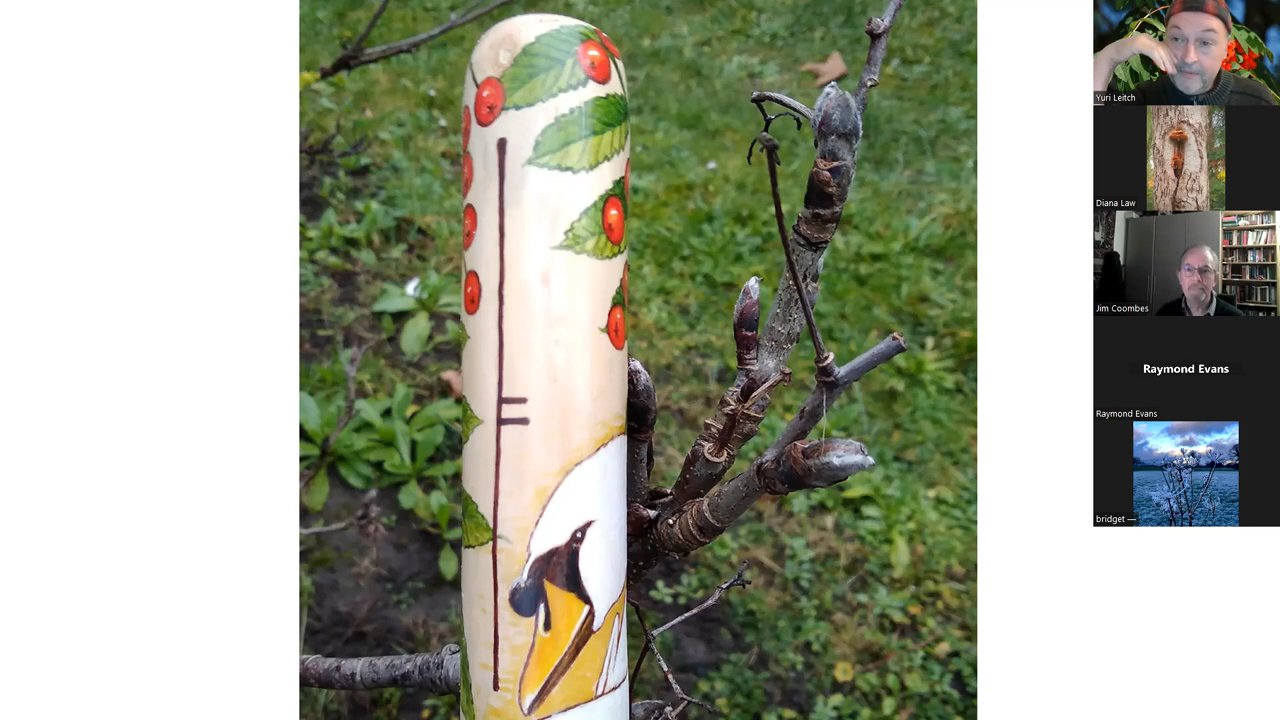 Yuri Leitch
Diana Law
Jim Coombes
Raymond Evans
Raymond Evans
bridget —